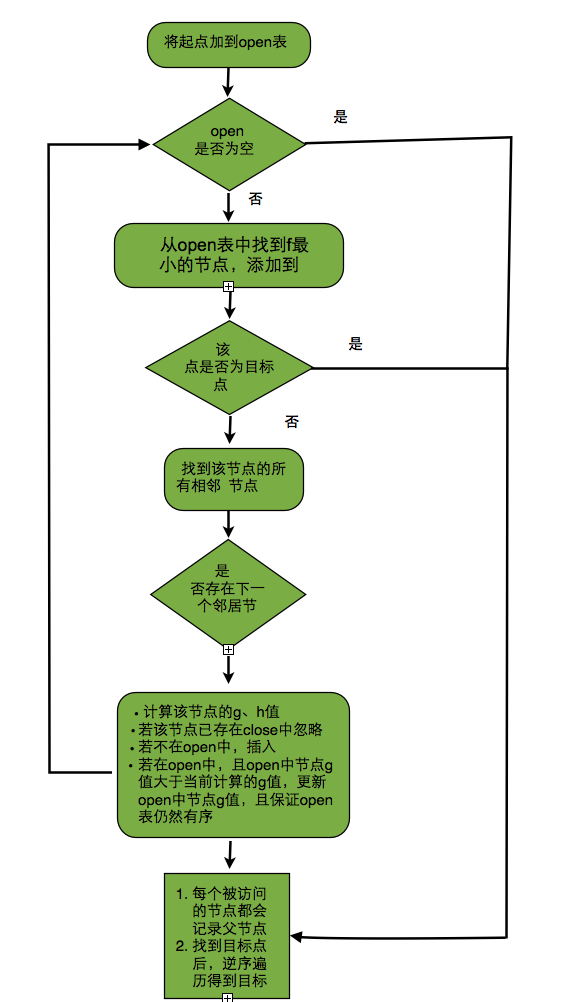 将起点加到open表
是
open
是否为空
否
从open表中找到f最
小的节点，添加到
是
该
点是否为目标
点
否
找到该节点的所
有相邻 节点
是
否存在下一
个邻居节
• 计算该节点的g、h值
• 若该节点已存在close中忽略
• 若不在open中，插入
• 若在open中，且open中节点g
值大于当前计算的g值，更新
open中节点g值，且保证open
表仍然有序
1. 每个被访问
的节点都会
记录父节点
2. 找到目标点
后，逆序遍
历得到目标